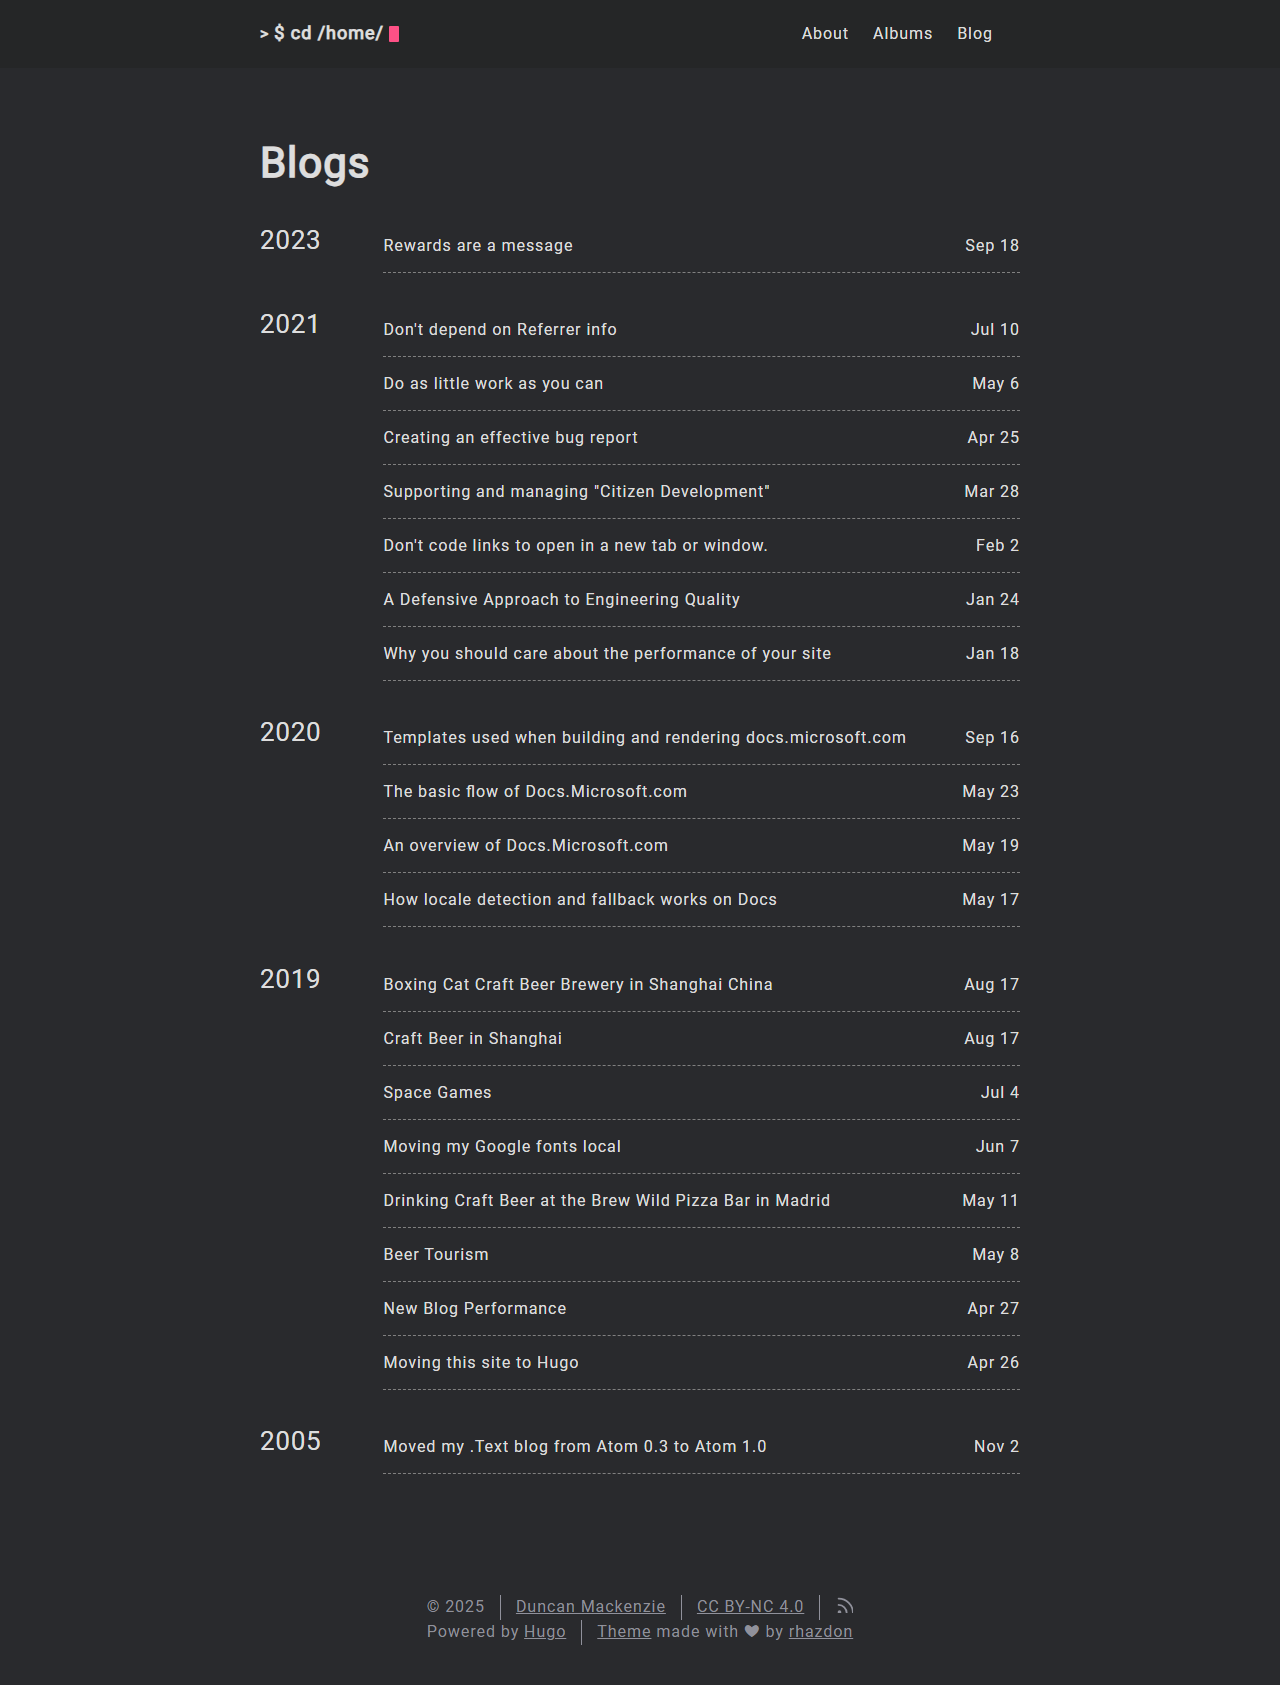 > $ cd /home/
About Albums Blog
Blogs
2023
Rewards are a message Sep 18
2021
Don't depend on Referrer info Jul 10
Do as little work as you can May 6
Creating an effective bug report Apr 25
Supporting and managing "Citizen Development" Mar 28
Don't code links to open in a new tab or window. Feb 2
A Defensive Approach to Engineering Quality Jan 24
Why you should care about the performance of your site Jan 18
2020
Templates used when building and rendering docs.microsoft.com Sep 16
The basic flow of Docs.Microsoft.com May 23
An overview of Docs.Microsoft.com May 19
How locale detection and fallback works on Docs May 17
2019
Boxing Cat Craft Beer Brewery in Shanghai China Aug 17
Craft Beer in Shanghai Aug 17
Space Games Jul 4
Moving my Google fonts local Jun 7
Drinking Craft Beer at the Brew Wild Pizza Bar in Madrid May 11
Beer Tourism May 8
New Blog Performance Apr 27
Moving this site to Hugo Apr 26
2005
Moved my .Text blog from Atom 0.3 to Atom 1.0 Nov 2
© 2025 Duncan Mackenzie CC BY-NC 4.0
Powered by Hugo Theme made with ♥ by rhazdon